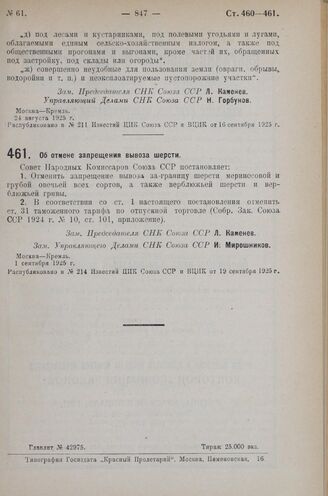 № 61. — 847 — Ст. 460—461.
„д) под лесами и кустарниками, под полевыми угодьями и лугами,
облагаемыми единым сельско-хозяйственным налогом, а также под
общественными прогонами и выгонами, кроме частей их, обращенных
под застройку, под склады или огороды“.
„ж) совершенно неудобные для пользования земли (овраги, обрывы,
водоройни и т. п.) и неэксплоатируемые пустопорожние участки“.
Зам. Председателя СНК Союза ССР Л. Каменев.
Управляющий Делами СНК Союза ССР Н. Горбунов.
Москва—Кремль.
24 августа 1925 г.
Распубликовано в № 211 Известий ЦИК Союза ССР и ВЦИК от 16 сентября 1925 г.
461. Об отмене запрещения вывоза шерсти.
Совет Народных Комиссаров Союза ССР постановляет:
1. Отменить запрещение вывоза за-границу шерсти мериносовой и
грубой овечьей всех сортов, а также верблюжьей шерсти и вер-
блюжьей гривы.
2. В соответствии со ст. 1 настоящего постановления отменить
ст. 31 таможенного тарифа по отпускной торговле (Собр. Зак. Союза
ССР 1924 г. № 10, ст. 101, приложение).
Зам. Председателя СНК Союза ССР Л. Каменев.
Зам. Управляющего Делами СНК Союза ССР И. Мирошников.
Москва—Кремль.
1 сентября 1925 г.
Распубликовано в № 214 Известий ЦИК Союза ССР и ВЦИК от 19 сентября 1925 г.
Главлит № 42975. Тираж 25.000 экз.
Типография Госиздата „Красный Пролетарий“. Москва, Пименовская, 16.